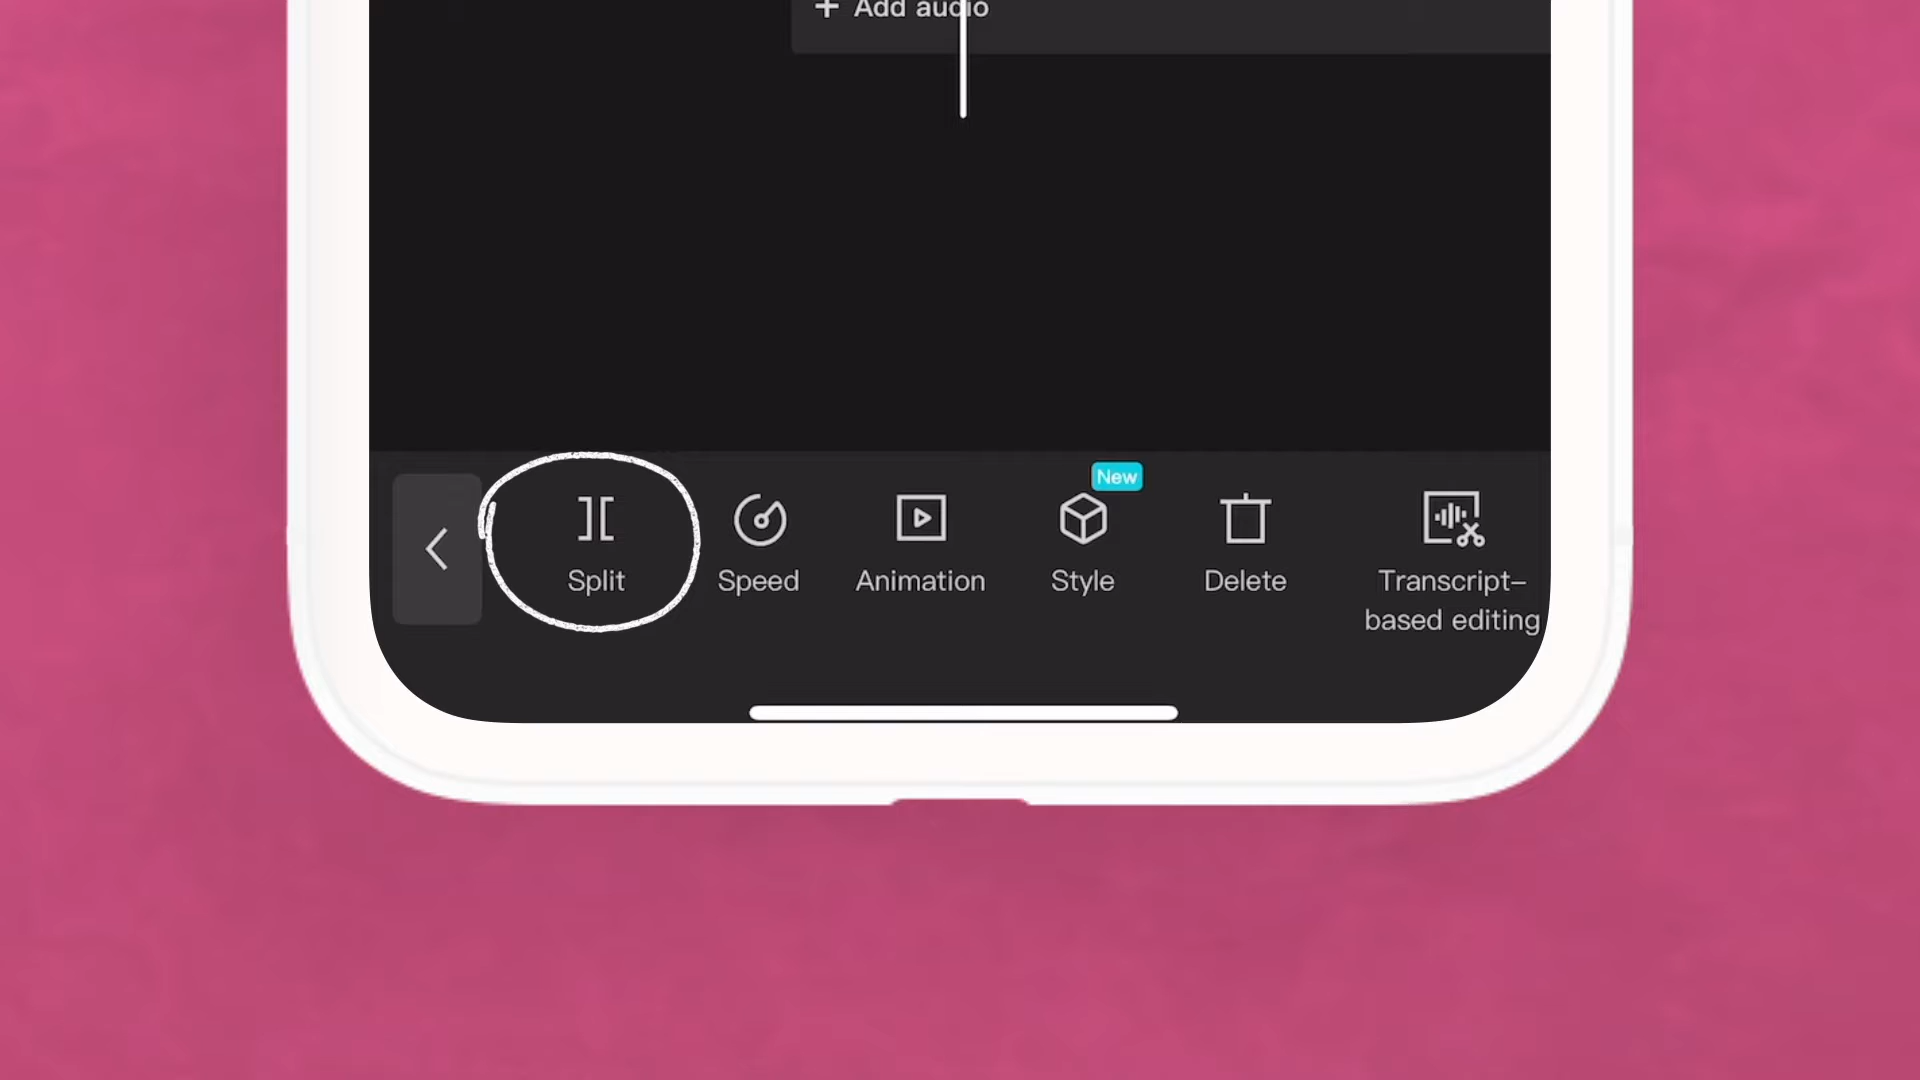 + Add audio
New
Split
Speed
Animation
Style
Delete
Transcript-
based editing